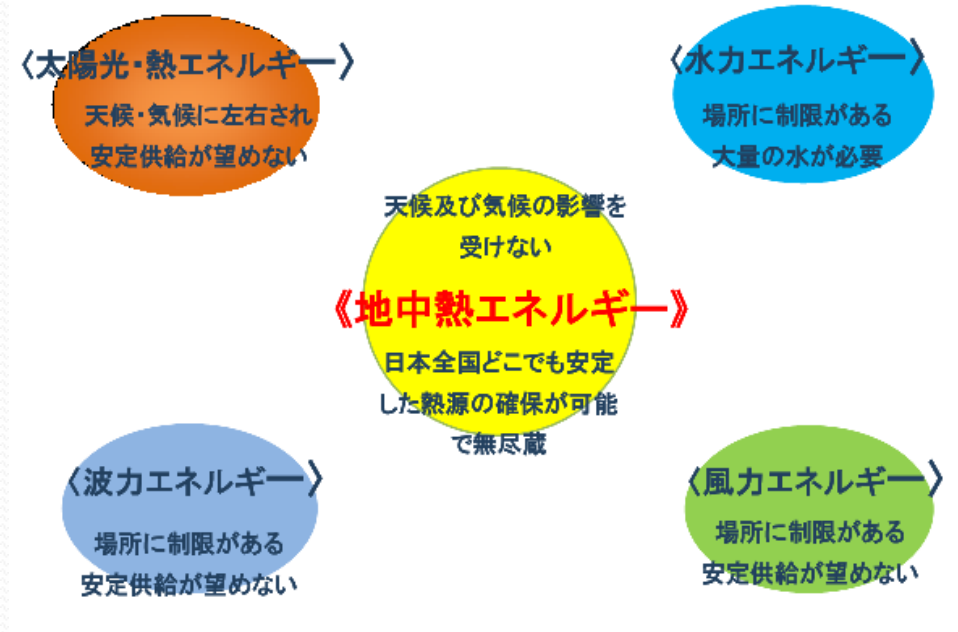 〈太陽光・熱エネルギー〉
天候・気候に左右され
安定供給が望めない
〈水力エネルギー〉
場所に制限がある
大量の水が必要
天候及び気候の影響を
受けない
《地中熱エネルギー》
日本全国どこでも安定
した熱源の確保が可能
で無尽蔵
〈波力エネルギー〉
場所に制限がある
安定供給が望めない
〈風力エネルギー〉
場所に制限がある
安定供給が望めない